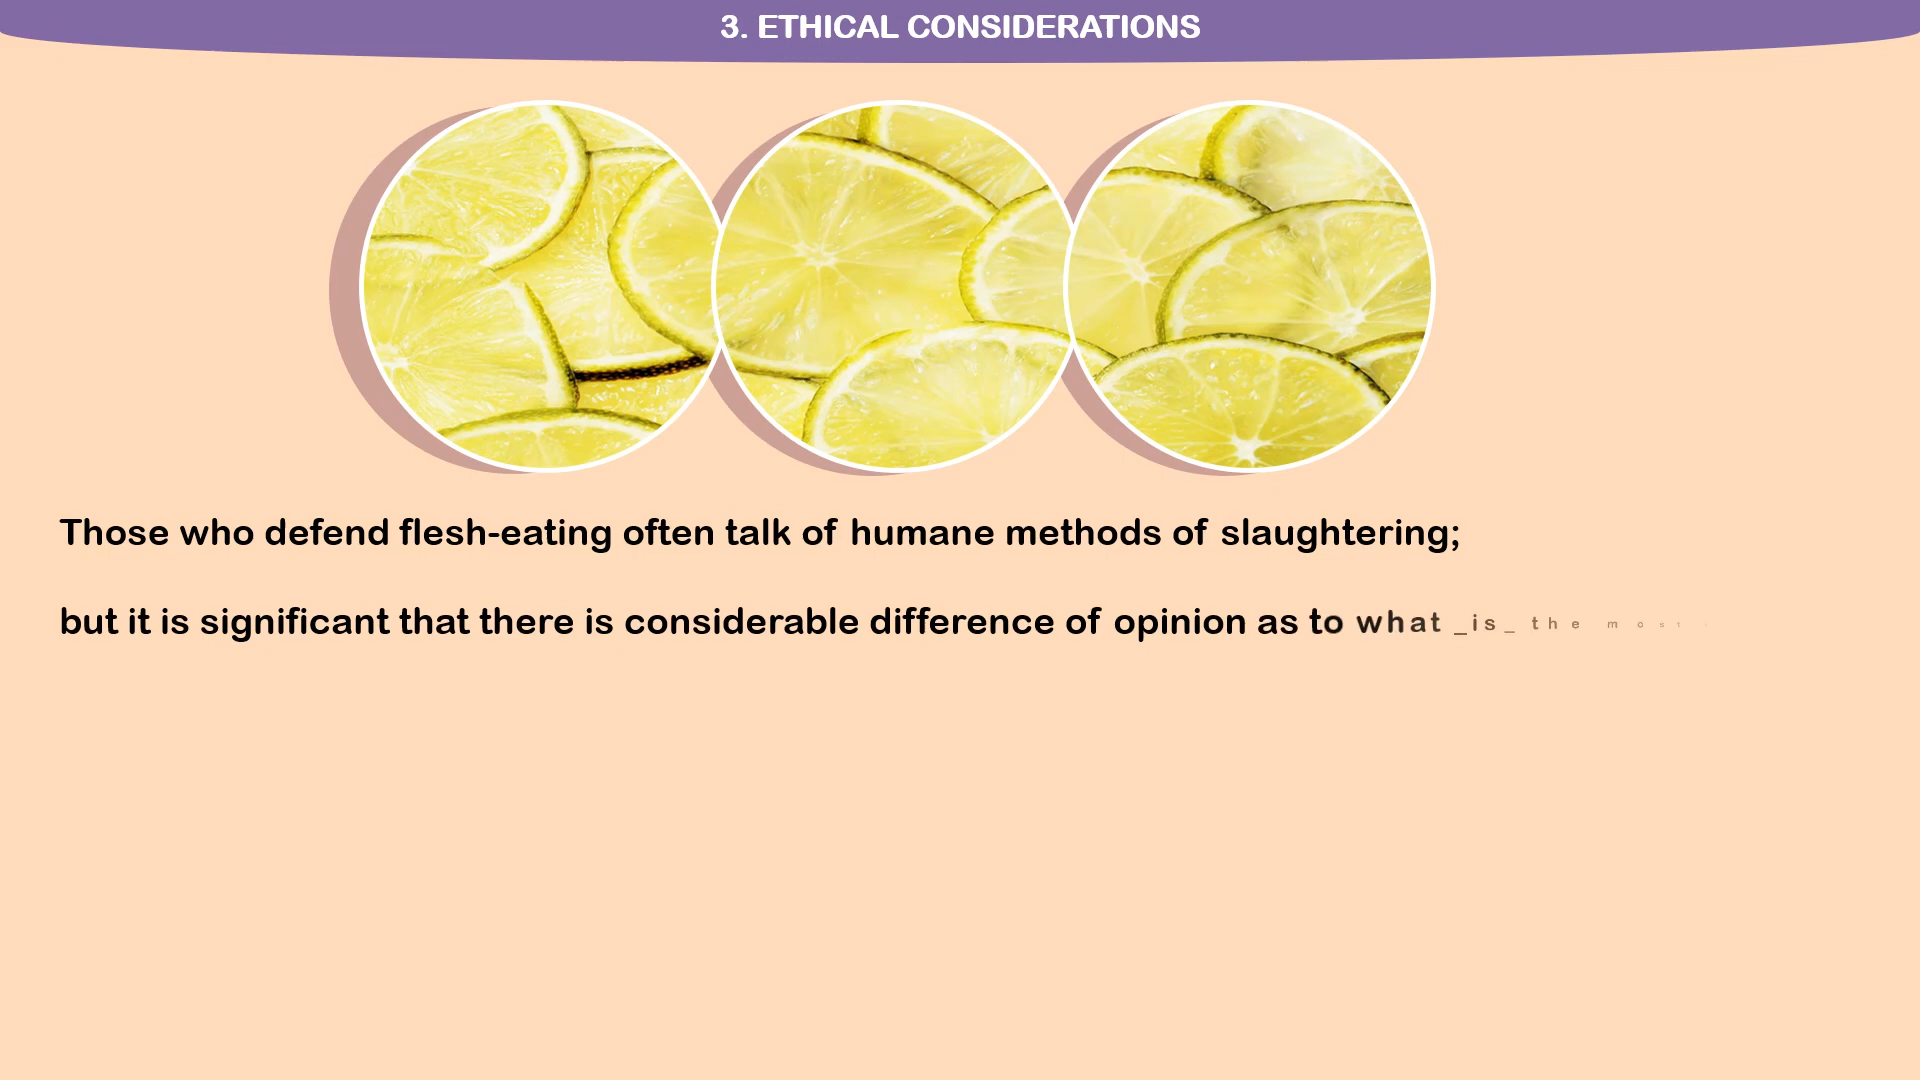 3. ETHICAL CONSIDERATIONS
Those who defend flesh-eating often talk of humane methods of slaughtering;
but it is significant that there is considerable difference of opinion as to what _is_ the most